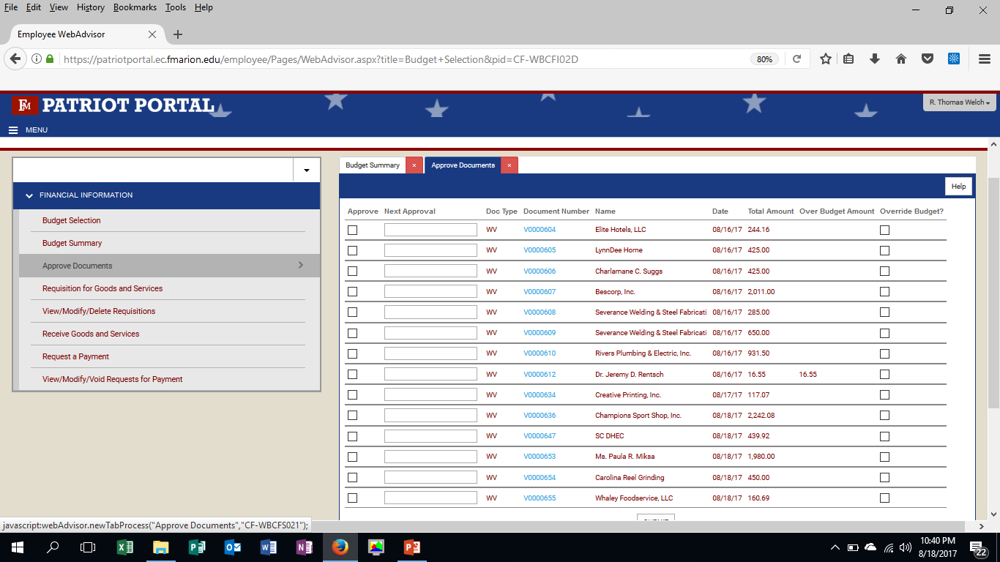 File Edit View History Bookmarks Tools Help
Employee WebAdvisor
https://patriotportal.ec.fmarion.edu/employee/Pages/WebAdvisor.aspx?title=Budget+Selection&pid=CF-WBCFI02D 80%
FM PATRIOT PORTAL R. Thomas Welch
MENU
Budget Summary × Approve Documents ×
Help
FINANCIAL INFORMATION
Budget Selection
Budget Summary
Approve Documents
Requisition for Goods and Services
View/Modify/Delete Requisitions
Receive Goods and Services
Request a Payment
View/Modify/Void Requests for Payment
Approve Next Approval Doc Type Document Number Name Date Total Amount Over Budget Amount Override Budget?
WV V0000604 Elite Hotels, LLC 08/16/17 244.16
WV V0000605 LynnDee Horne 08/16/17 425.00
WV V0000606 Charlamane C. Suggs 08/16/17 425.00
WV V0000607 Bescorp, Inc. 08/16/17 2,011.00
WV V0000608 Severance Welding & Steel Fabricati 08/16/17 285.00
WV V0000609 Severance Welding & Steel Fabricati 08/16/17 650.00
WV V0000610 Rivers Plumbing & Electric, Inc. 08/16/17 931.50
WV V0000612 Dr. Jeremy D. Rentsch 08/16/17 16.55 16.55
WV V0000634 Creative Printing, Inc. 08/17/17 117.07
WV V0000636 Champions Sport Shop, Inc. 08/18/17 2,242.08
WV V0000647 SC DHEC 08/18/17 439.92
WV V0000653 Ms. Paula R. Miksa 08/18/17 1,980.00
WV V0000654 Carolina Reel Grinding 08/18/17 450.00
WV V0000655 Whaley Foodservice, LLC 08/18/17 160.69
javascript:webAdvisor.newTabProcess("Approve Documents","CF-WBCFS021");
10:40 PM
8/18/2017
22